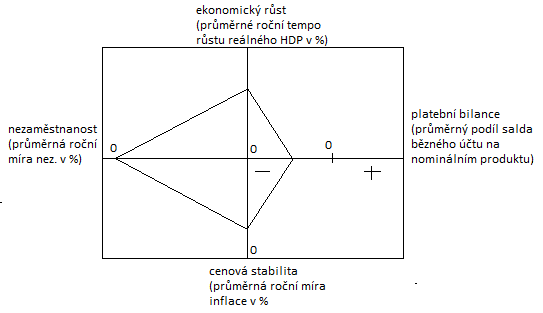 ekonomický růst
(průměrné roční tempo
růstu reálného HDP v %)
nezaměstnanost
(průměrná roční
míra nez. v %)
0
0
0
platební bilance
(průměrný podíl salda
bězného účtu na
nominálním produktu)
− +
0
cenová stabilita
(průměrná roční míra
inflace v %